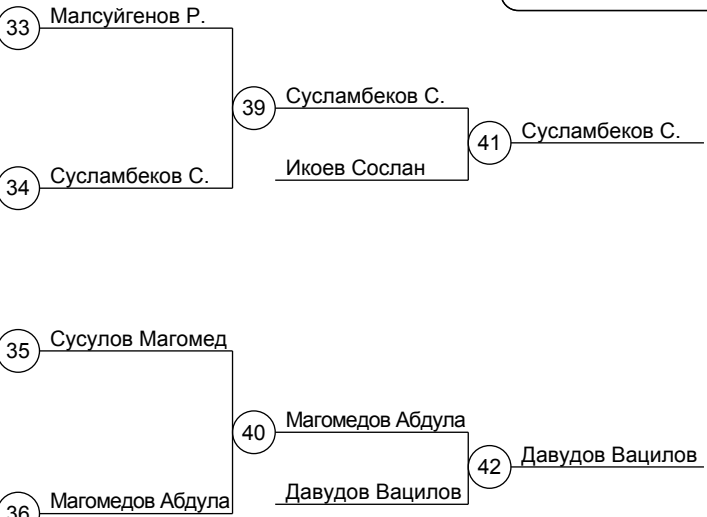 33 Малсуйгенов Р.
39 Сусламбеков С.
41 Сусламбеков С.
Икоев Сослан
34 Сусламбеков С.
35 Сусулов Магомед
40 Магомедов Абдула
42 Давудов Вацилов
Давудов Вацилов
36 Магомедов Абдула